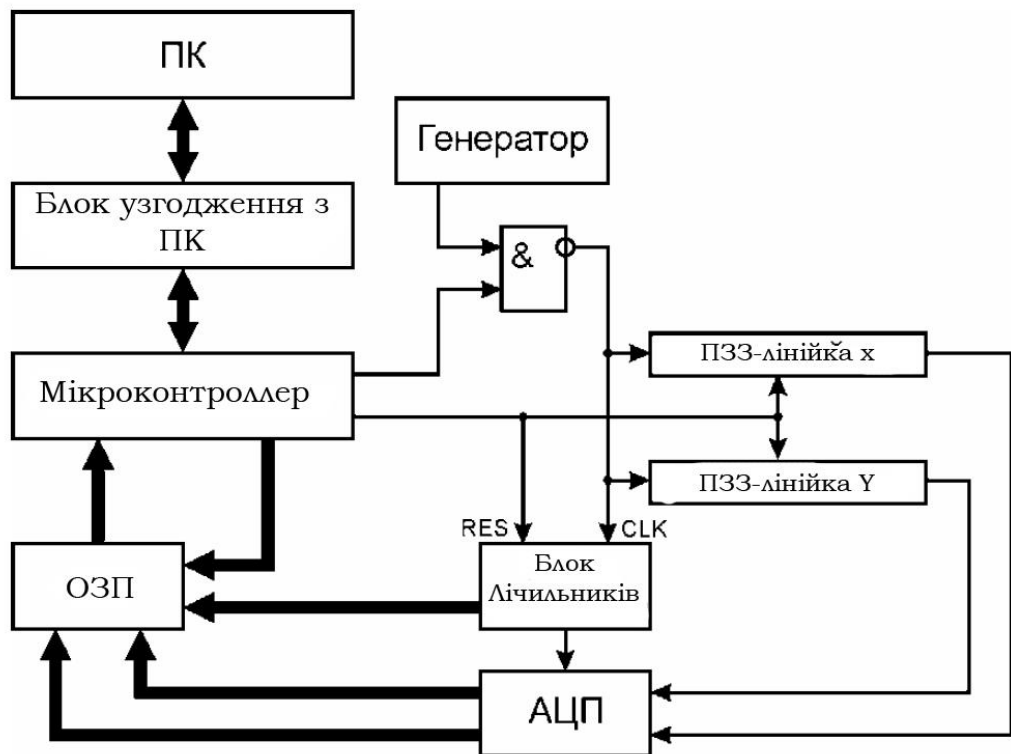 ПК
Генератор
Блок узгодження з
ПК
&
ПЗЗ-лінійка x
Мікроконтроллер
ПЗЗ-лінійка Y
RES
CLK
ОЗП
Блок
Лічильників
АЦП